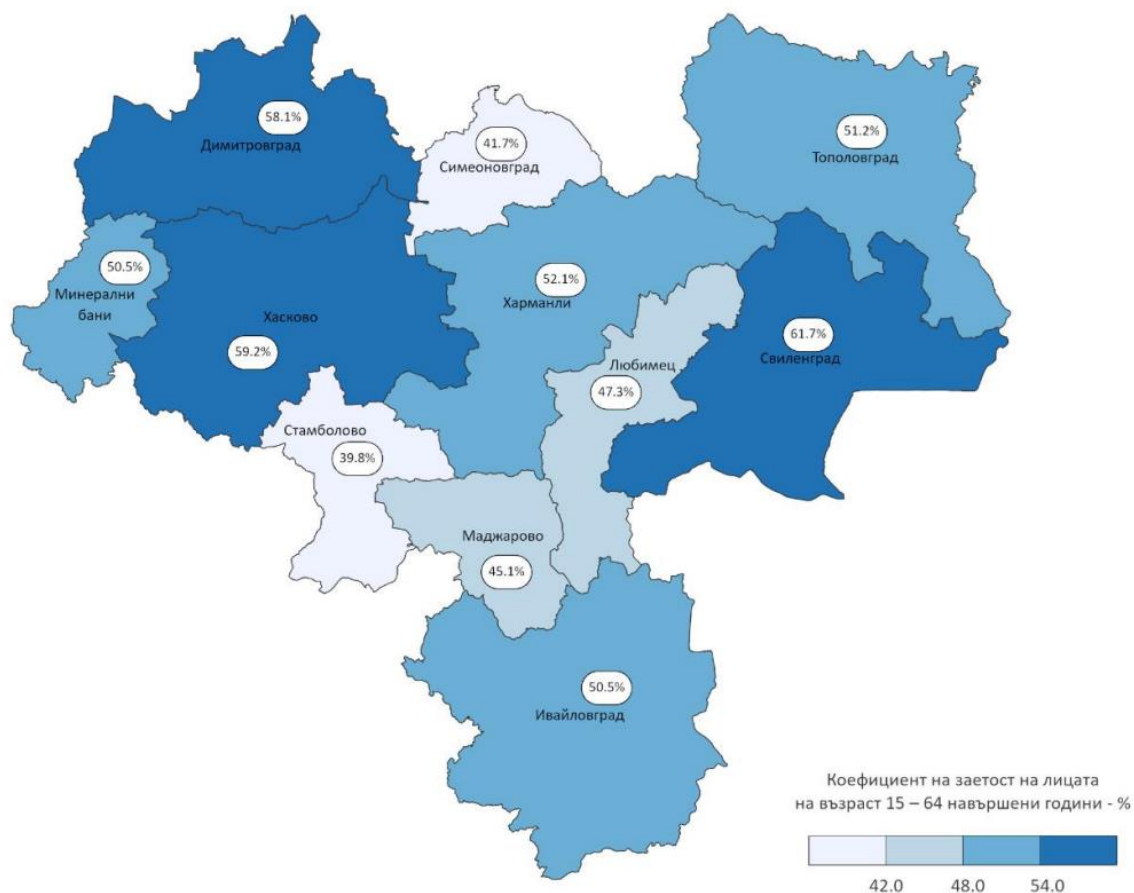 58.1%
Димитровград
41.7%
Симеоновград
51.2%
Тополовград
50.5%
Минерални
бани
Хасково
59.2%
52.1%
Харманли
61.7%
Свиленград
Любимец
47.3%
Стамболово
39.8%
Маджарово
45.1%
50.5%
Ивайловград
Коефициент на заетост на лицата
на възраст 15 – 64 навършени години - %
42.0 48.0 54.0